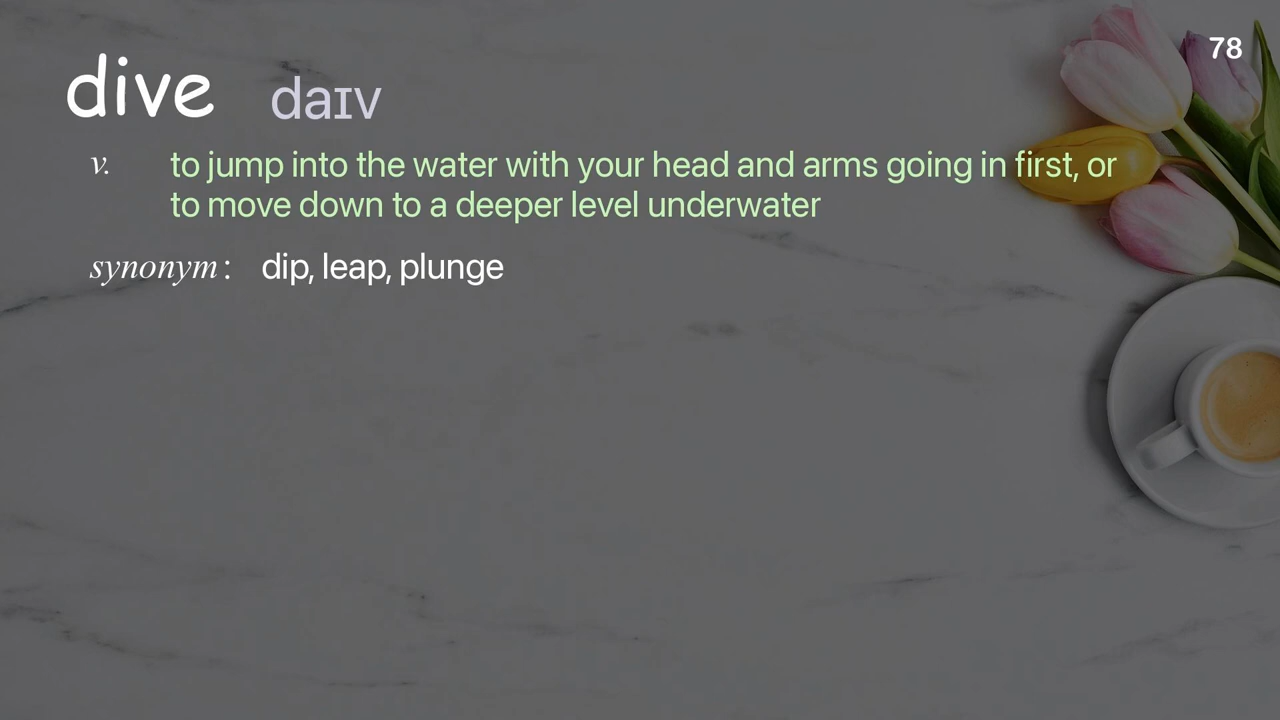 78
dive daɪv
v. to jump into the water with your head and arms going in first, or
to move down to a deeper level underwater
synonym: dip, leap, plunge